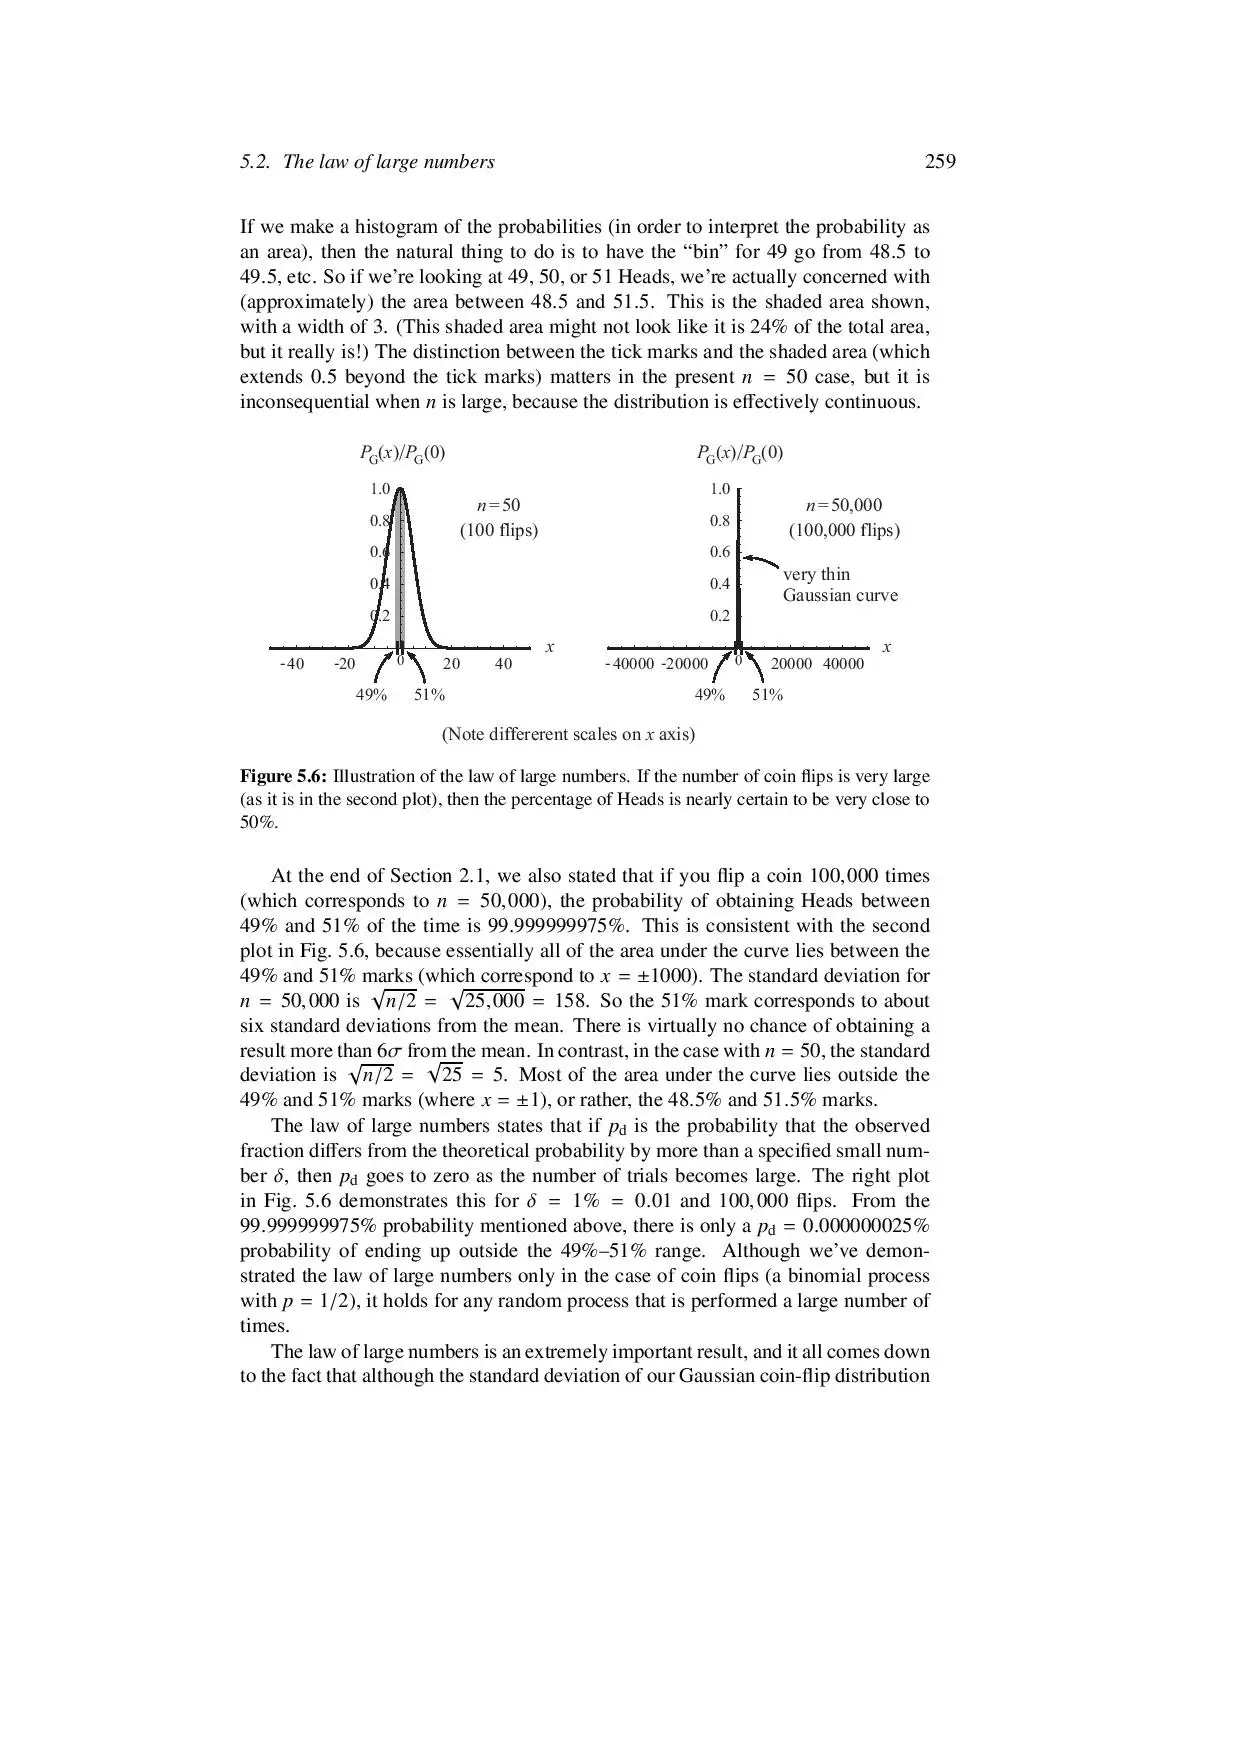 5.2. The law of large numbers 259
If we make a histogram of the probabilities (in order to interpret the probability as
an area), then the natural thing to do is to have the “bin” for 49 go from 48.5 to
49.5, etc. So if we’re looking at 49, 50, or 51 Heads, we’re actually concerned with
(approximately) the area between 48.5 and 51.5. This is the shaded area shown,
with a width of 3. (This shaded area might not look like it is 24% of the total area,
but it really is!) The distinction between the tick marks and the shaded area (which
extends 0.5 beyond the tick marks) matters in the present n = 50 case, but it is
inconsequential when n is large, because the distribution is effectively continuous.
P_G(x)/P_G(0)
1.0
0.8
0.6
0.4
0.2
n=50
(100 flips)
-40 -20 0 20 40 x
49% 51%
P_G(x)/P_G(0)
1.0
0.8
0.6
0.4
0.2
n=50,000
(100,000 flips)
very thin
Gaussian curve
-40000 -20000 0 20000 40000 x
49% 51%
(Note differerent scales on x axis)
Figure 5.6: Illustration of the law of large numbers. If the number of coin flips is very large
(as it is in the second plot), then the percentage of Heads is nearly certain to be very close to
50%.
At the end of Section 2.1, we also stated that if you flip a coin 100,000 times
(which corresponds to n = 50,000), the probability of obtaining Heads between
49% and 51% of the time is 99.999999975%. This is consistent with the second
plot in Fig. 5.6, because essentially all of the area under the curve lies between the
49% and 51% marks (which correspond to x = ±1000). The standard deviation for
n = 50,000 is √n/2 = √25,000 = 158. So the 51% mark corresponds to about
six standard deviations from the mean. There is virtually no chance of obtaining a
result more than 6σ from the mean. In contrast, in the case with n = 50, the standard
deviation is √n/2 = √25 = 5. Most of the area under the curve lies outside the
49% and 51% marks (where x = ±1), or rather, the 48.5% and 51.5% marks.
The law of large numbers states that if p_d is the probability that the observed
fraction differs from the theoretical probability by more than a specified small num-
ber δ, then p_d goes to zero as the number of trials becomes large. The right plot
in Fig. 5.6 demonstrates this for δ = 1% = 0.01 and 100,000 flips. From the
99.999999975% probability mentioned above, there is only a p_d = 0.000000025%
probability of ending up outside the 49%–51% range. Although we’ve demon-
strated the law of large numbers only in the case of coin flips (a binomial process
with p = 1/2), it holds for any random process that is performed a large number of
times.
The law of large numbers is an extremely important result, and it all comes down
to the fact that although the standard deviation of our Gaussian coin-flip distribution